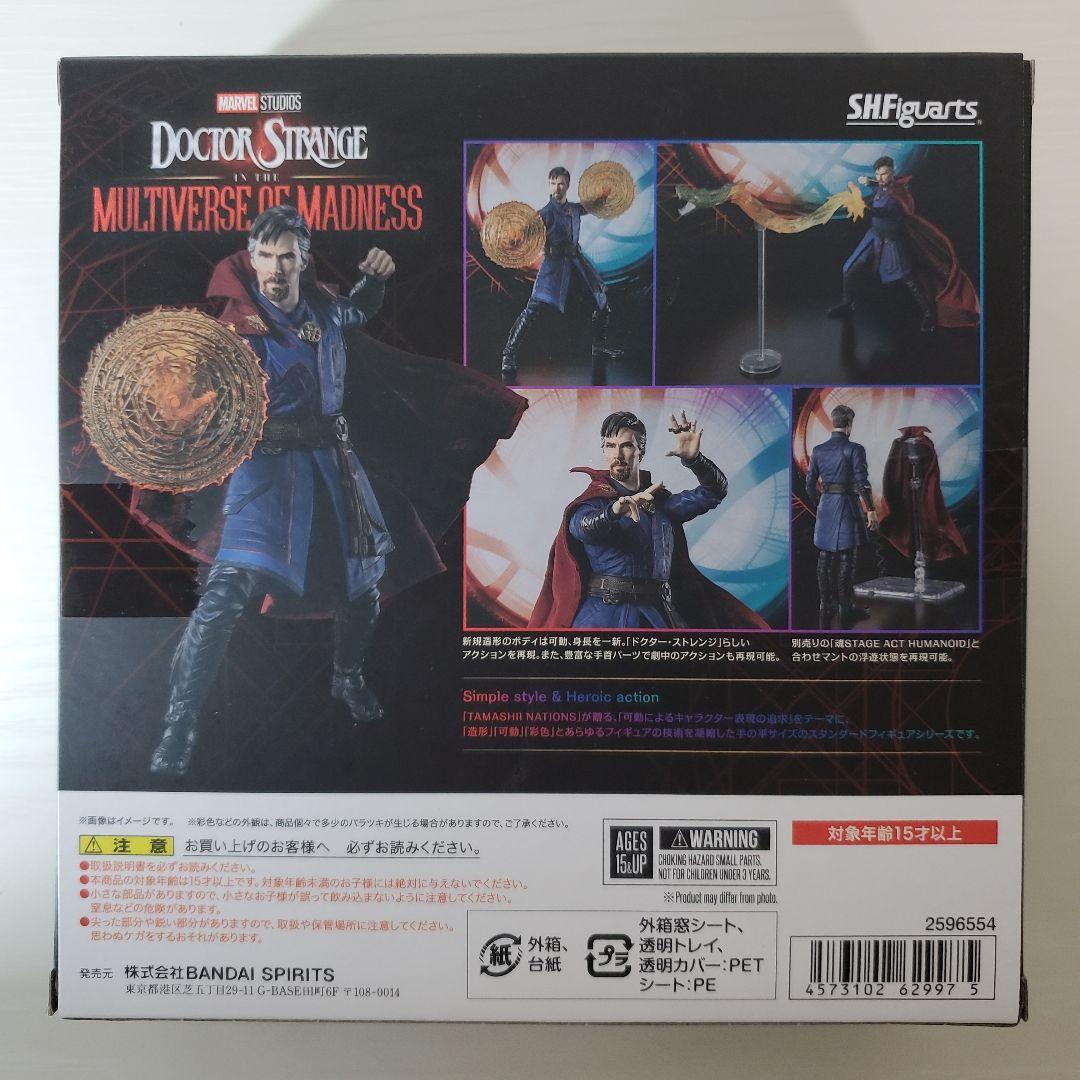 MARVEL STUDIOS
DOCTOR STRANGE
IN THE
MULTIVERSE OF MADNESS
S.H.Figuarts
新規造形のボディは可動、身長を一新。「ドクター・ストレンジ」らしい
アクションを再現。また、豊富な手首パーツで劇中のアクションも再現可能。
別売りの「魂STAGE ACT HUMANOID」と
合わせマントの浮遊状態を再現可能。
Simple style & Heroic action
「TAMASHII NATIONS」が贈る、「可動によるキャラクター表現の追求」をテーマに、
「造形」「可動」「彩色」とあらゆるフィギュアの技術を凝縮した手の平サイズのスタンダードフィギュアシリーズです。
※画像はイメージです。 ※彩色などの外観は、商品個々で多少のバラツキが生じる場合がありますので、ご了承ください。
注意 お買い上げのお客様へ 必ずお読みください。
●取扱説明書を必ずお読みください。
●本商品の対象年齢は15才以上です。対象年齢未満のお子様には絶対に与えないでください。
●小さな部品がありますので、小さなお子様が誤って飲み込まないように注意してください。
窒息などの危険があります。
●尖った部分や鋭い部分がありますので、取扱や保管場所に注意してください。
思わぬケガをするおそれがあります。
発売元 株式会社BANDAI SPIRITS
東京都港区芝五丁目29-11 G-BASE田町6F 〒108-0014
AGES
15&UP
WARNING
CHOKING HAZARD SMALL PARTS.
NOT FOR CHILDREN UNDER 3 YEARS.
※Product may differ from photo.
対象年齢15才以上
紙
外箱、
台紙
プラ
外箱窓シート、
透明トレイ、
透明カバー:PET
シート:PE
2596554
4573102 62997 5